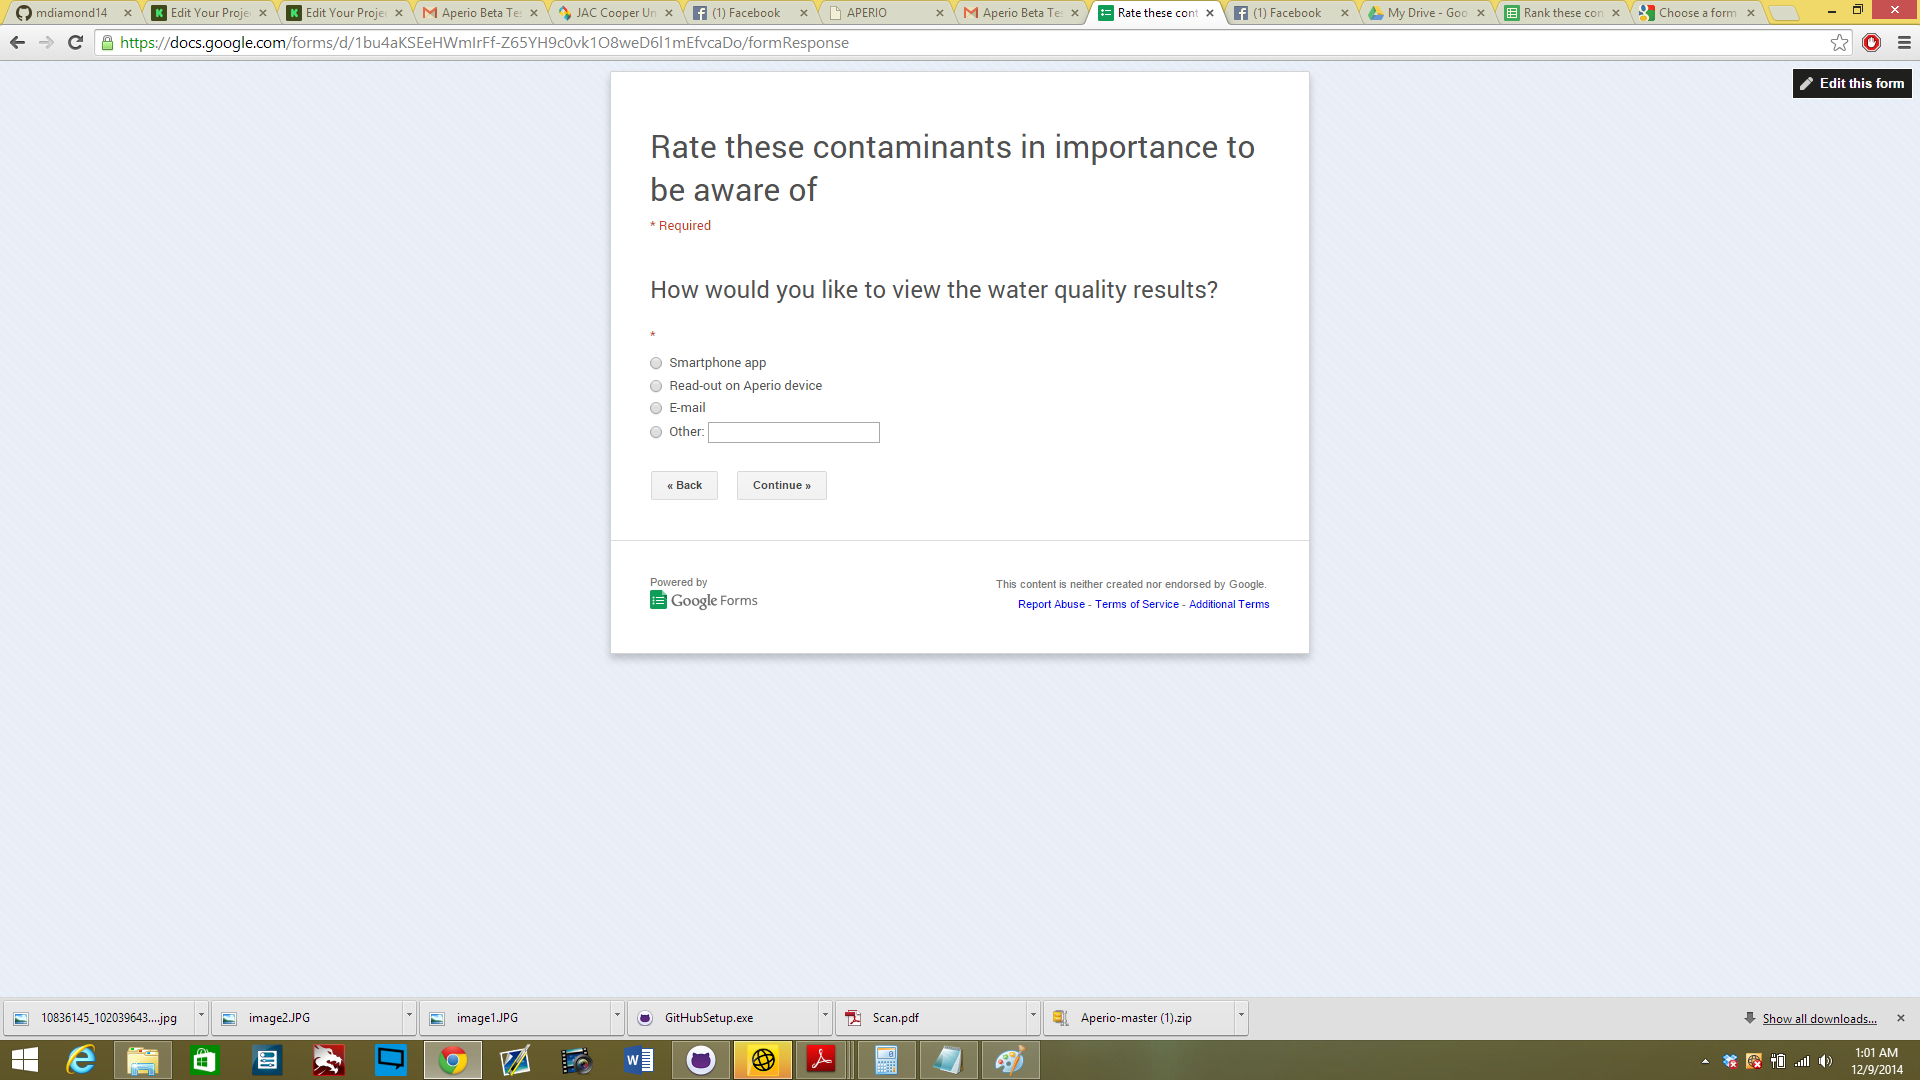 mdiamond14
Edit Your Proje
Edit Your Proje
Aperio Beta Te
JAC Cooper Un
(1) Facebook
APERIO
Aperio Beta Te
Rate these cont
(1) Facebook
My Drive - Goo
Rank these con
Choose a form
https://docs.google.com/forms/d/1bu4aKSEeHWmIrFf-Z65YH9c0vk1O8weD6l1mEfvcaDo/formResponse
Edit this form
Rate these contaminants in importance to
be aware of
* Required
How would you like to view the water quality results?
*
Smartphone app
Read-out on Aperio device
E-mail
Other:
« Back
Continue »
Powered by
Google Forms
This content is neither created nor endorsed by Google.
Report Abuse - Terms of Service - Additional Terms
10836145_102039643....jpg
image2.JPG
image1.JPG
GitHubSetup.exe
Scan.pdf
Aperio-master (1).zip
Show all downloads...
1:01 AM
12/9/2014